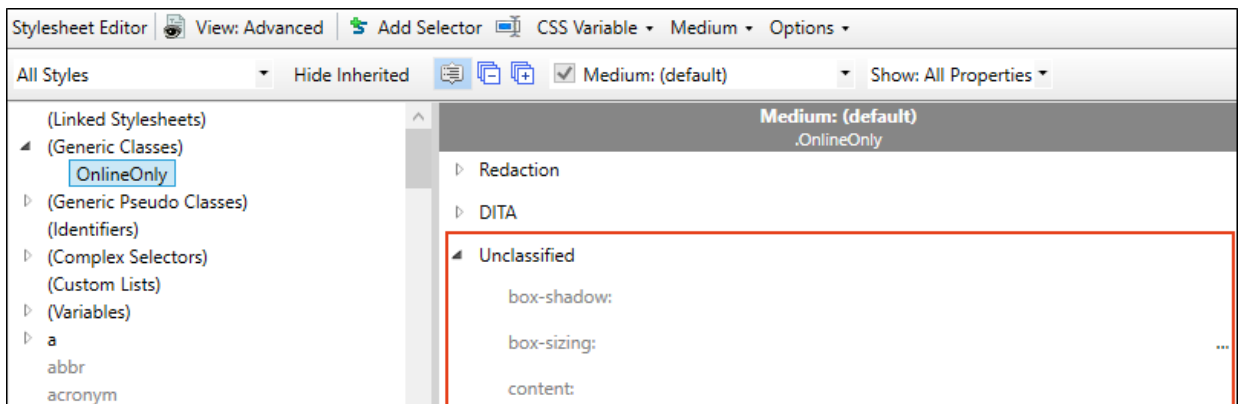 Stylesheet Editor View: Advanced Add Selector CSS Variable Medium Options
All Styles Hide Inherited Medium: (default) Show: All Properties
(Linked Stylesheets)
(Generic Classes)
OnlineOnly
(Generic Pseudo Classes)
(Identifiers)
(Complex Selectors)
(Custom Lists)
(Variables)
a
abbr
acronym
Medium: (default)
.OnlineOnly
Redaction
DITA
Unclassified
box-shadow:
box-sizing:
...
content: